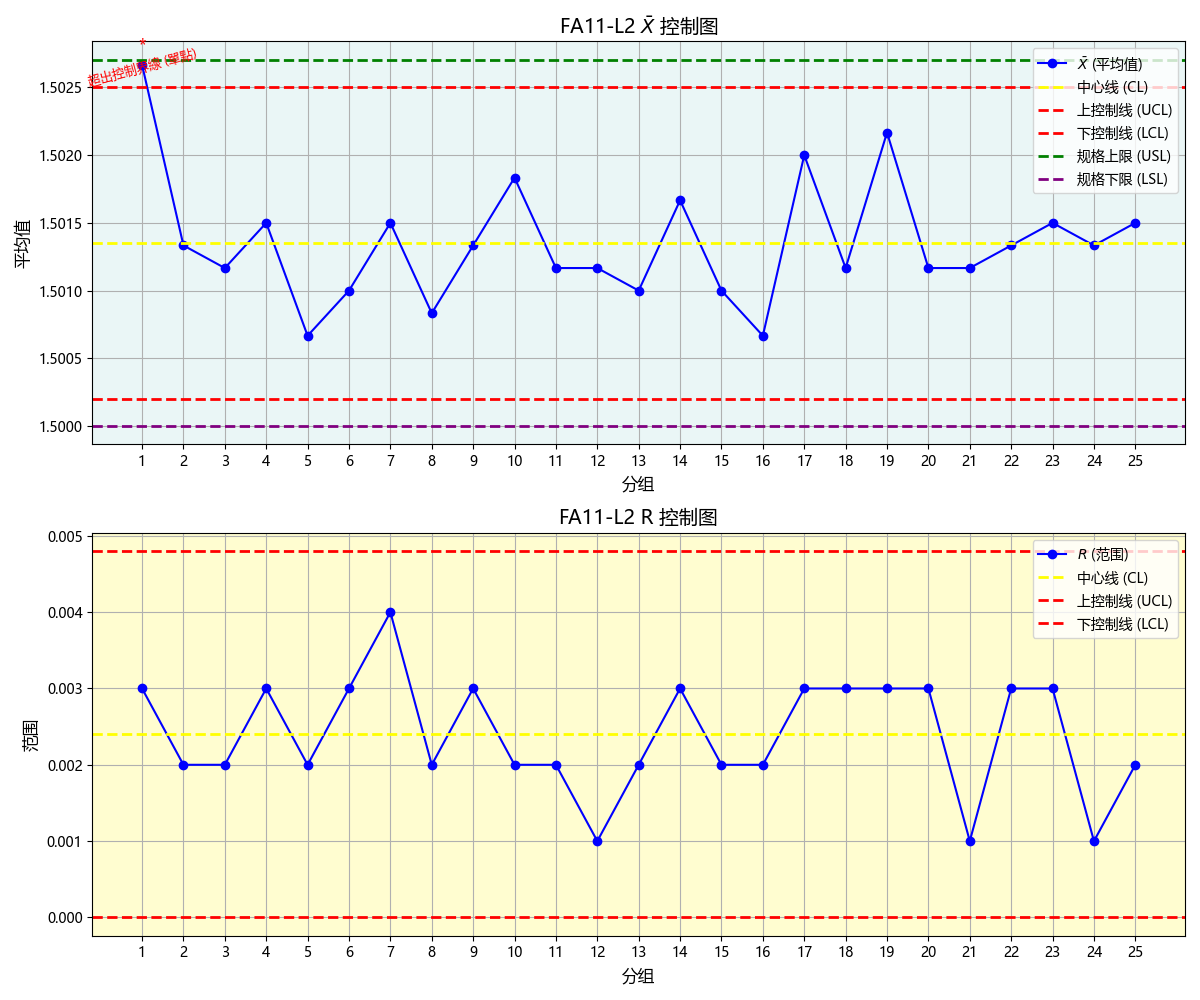 FA11-L2 X̄ 控制图
*
超出控制界線 (單點)
X̄ (平均值)
中心线 (CL)
上控制线 (UCL)
下控制线 (LCL)
规格上限 (USL)
规格下限 (LSL)
平均值
1.5025
1.5020
1.5015
1.5010
1.5005
1.5000
1 2 3 4 5 6 7 8 9 10 11 12 13 14 15 16 17 18 19 20 21 22 23 24 25
分组
FA11-L2 R 控制图
R (范围)
中心线 (CL)
上控制线 (UCL)
下控制线 (LCL)
范围
0.005
0.004
0.003
0.002
0.001
0.000
1 2 3 4 5 6 7 8 9 10 11 12 13 14 15 16 17 18 19 20 21 22 23 24 25
分组